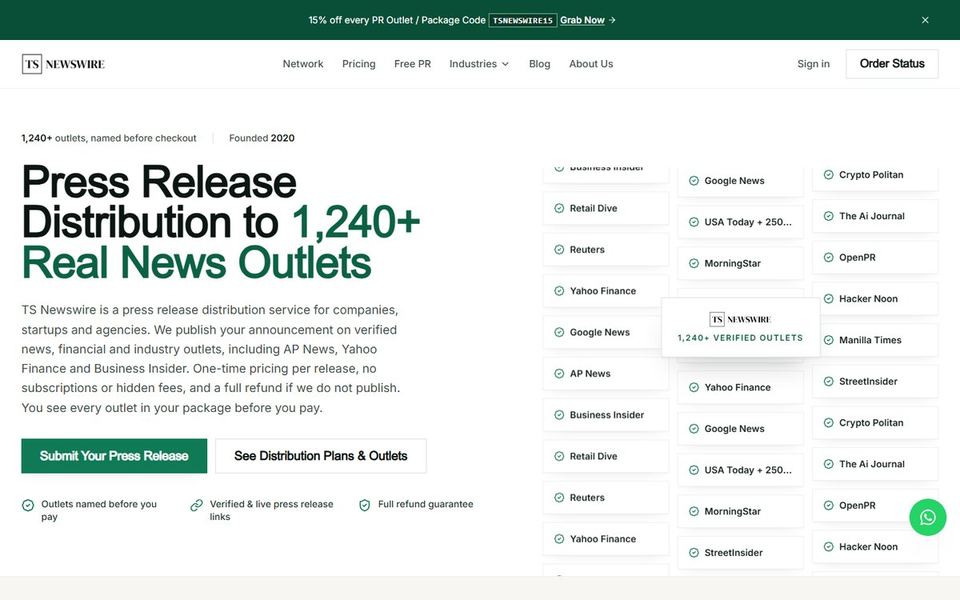 15% off every PR Outlet / Package Code TSNEWSWIRE15 Grab Now →
TS NEWSWIRE
Network
Pricing
Free PR
Industries
Blog
About Us
Sign in
Order Status
1,240+ outlets, named before checkout
Founded 2020
Press Release
Distribution to 1,240+
Real News Outlets
TS Newswire is a press release distribution service for companies,
startups and agencies. We publish your announcement on verified
news, financial and industry outlets, including AP News, Yahoo
Finance and Business Insider. One-time pricing per release, no
subscriptions or hidden fees, and a full refund if we do not publish.
You see every outlet in your package before you pay.
Submit Your Press Release
See Distribution Plans & Outlets
Outlets named before you
pay
Verified & live press release
links
Full refund guarantee
Business Insider
Retail Dive
Reuters
Yahoo Finance
Google News
AP News
Business Insider
Retail Dive
Reuters
Yahoo Finance
Google News
USA Today + 250...
MorningStar
TS NEWSWIRE
1,240+ VERIFIED OUTLETS
Yahoo Finance
Google News
USA Today + 250...
MorningStar
StreetInsider
Crypto Politan
The Ai Journal
OpenPR
Hacker Noon
Manilla Times
StreetInsider
Crypto Politan
The Ai Journal
OpenPR
Hacker Noon